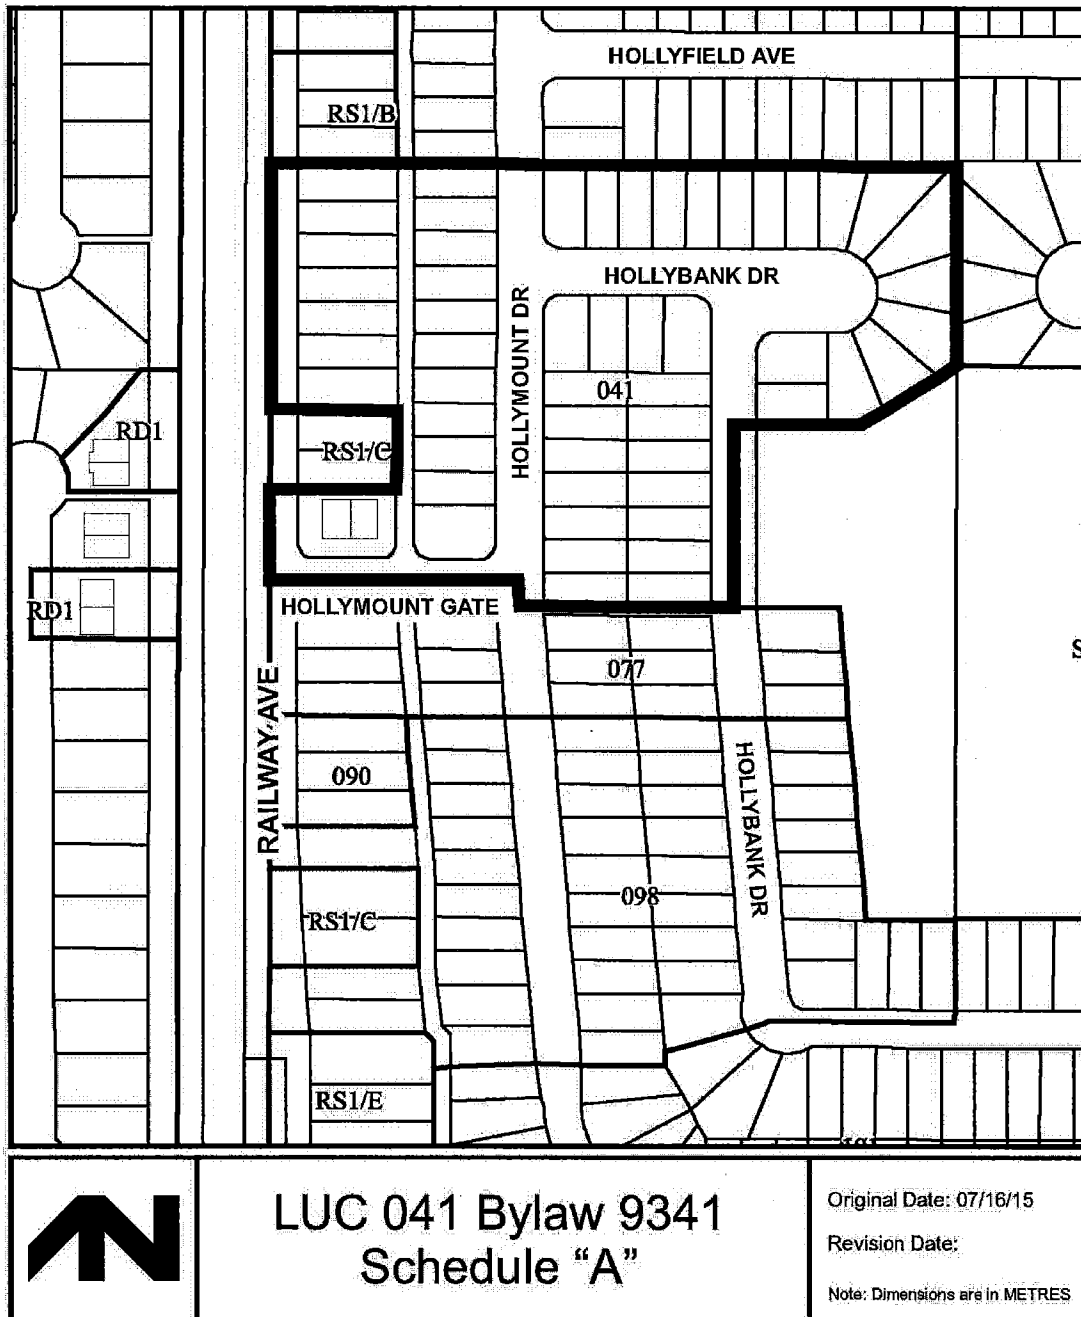 HOLLYFIELD AVE
RS1/B
HOLLYBANK DR
HOLLYMOUNT DR
041
RD1
RS1/C
RD1
HOLLYMOUNT GATE
S
077
RAILWAY AVE
090
HOLLYBANK DR
098
RS1/C
RS1/E
LUC 041 Bylaw 9341
Schedule “A”
Original Date: 07/16/15
Revision Date:
Note: Dimensions are in METRES